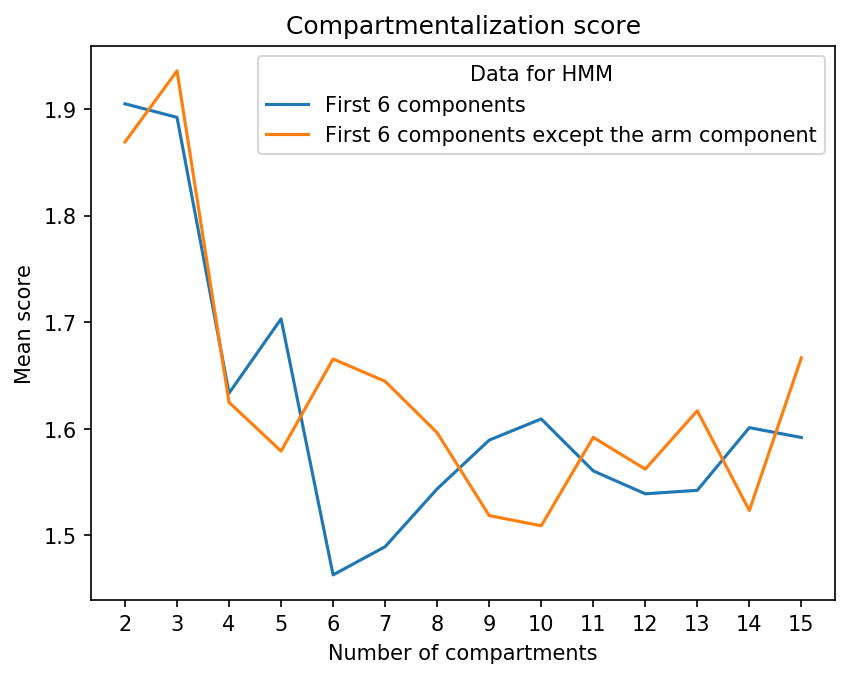 Compartmentalization score
Data for HMM
First 6 components
First 6 components except the arm component
Mean score
1.9
1.8
1.7
1.6
1.5
2 3 4 5 6 7 8 9 10 11 12 13 14 15
Number of compartments